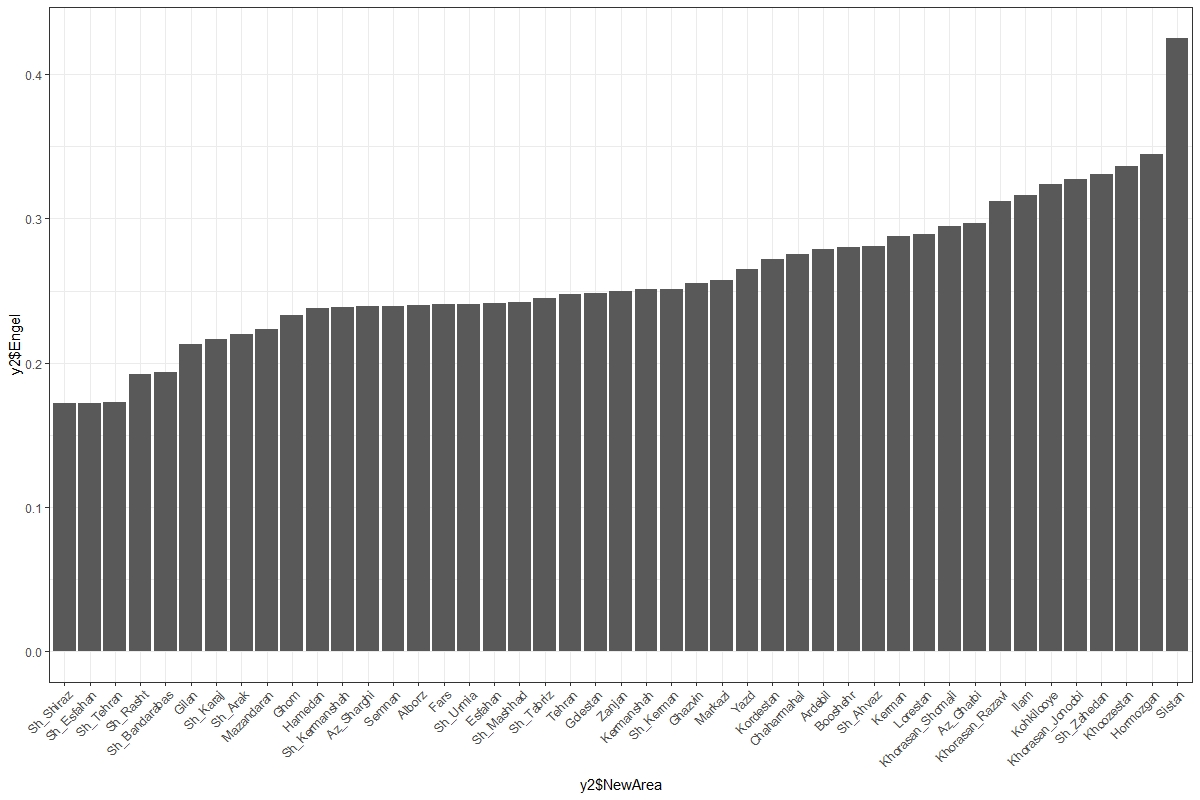 y2$Engel
0.4
0.3
0.2
0.1
0.0
Sh_Shiraz
Sh_Esfahan
Sh_Tehran
Sh_Rasht
Sh_Bandarabas
Gilan
Sh_Karaj
Sh_Arak
Mazandaran
Ghom
Hamedan
Sh_Kermanshah
Az_Sharghi
Semnan
Alborz
Fars
Sh_Urmia
Esfahan
Sh_Mashhad
Sh_Tabriz
Tehran
Golestan
Zanjan
Kermanshah
Sh_Kerman
Ghazvin
Markazi
Yazd
Kordestan
Chaharmahal
Ardebil
Booshehr
Sh_Ahvaz
Kerman
Lorestan
Khorasan_Shomali
Az_Gharbi
Khorasan_Razavi
Ilam
Kohkilooye
Khorasan_Jonoobi
Sh_Zahedan
Khoozestan
Hormozgan
Sistan
y2$NewArea